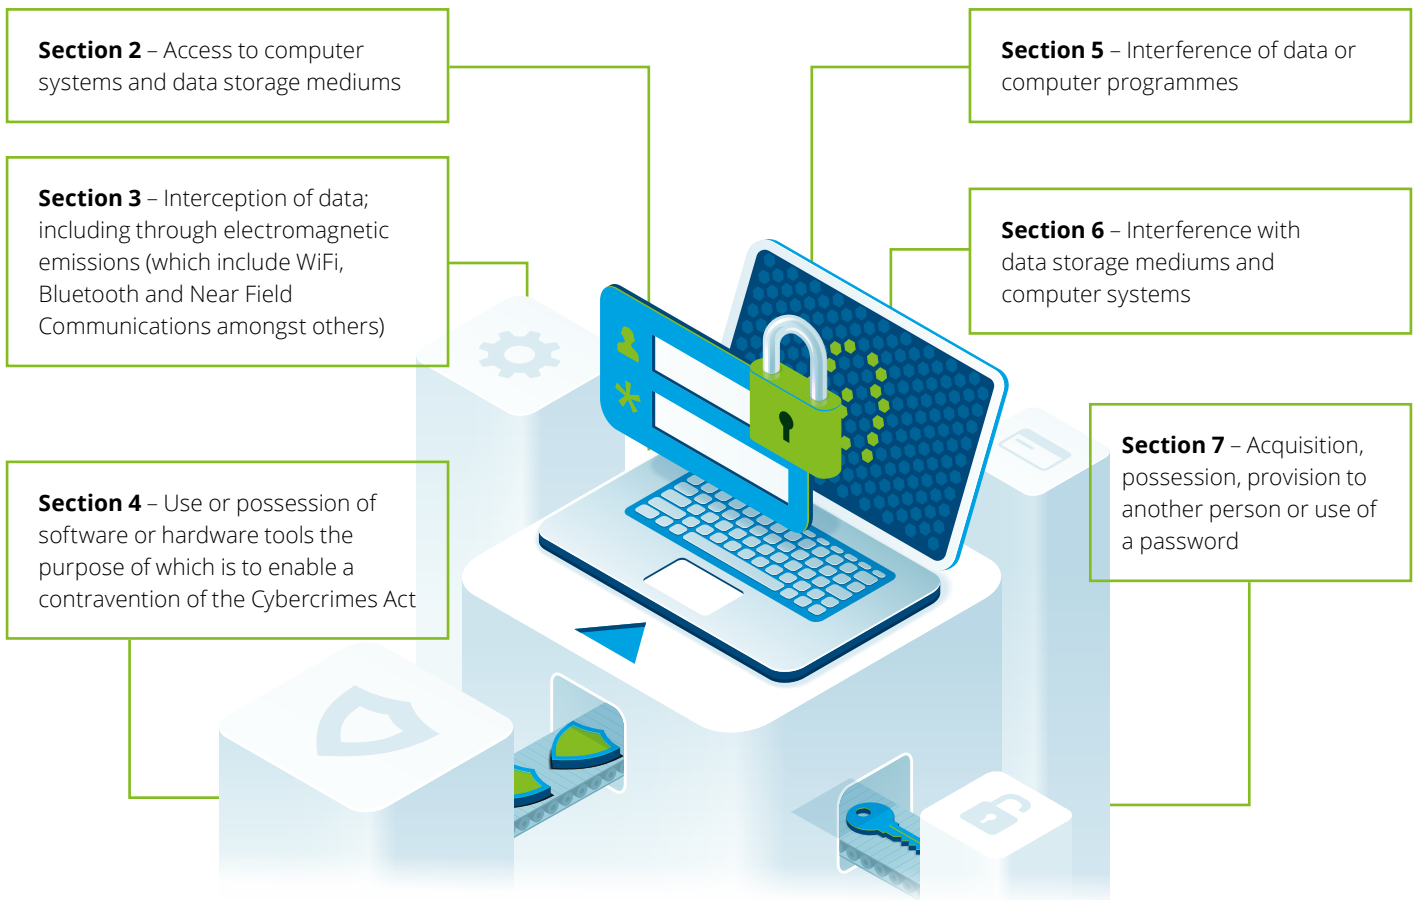 Section 2 – Access to computer
systems and data storage mediums
Section 3 – Interception of data;
including through electromagnetic
emissions (which include WiFi,
Bluetooth and Near Field
Communications amongst others)
Section 4 – Use or possession of
software or hardware tools the
purpose of which is to enable a
contravention of the Cybercrimes Act
Section 5 – Interference of data or
computer programmes
Section 6 – Interference with
data storage mediums and
computer systems
Section 7 – Acquisition,
possession, provision to
another person or use of
a password